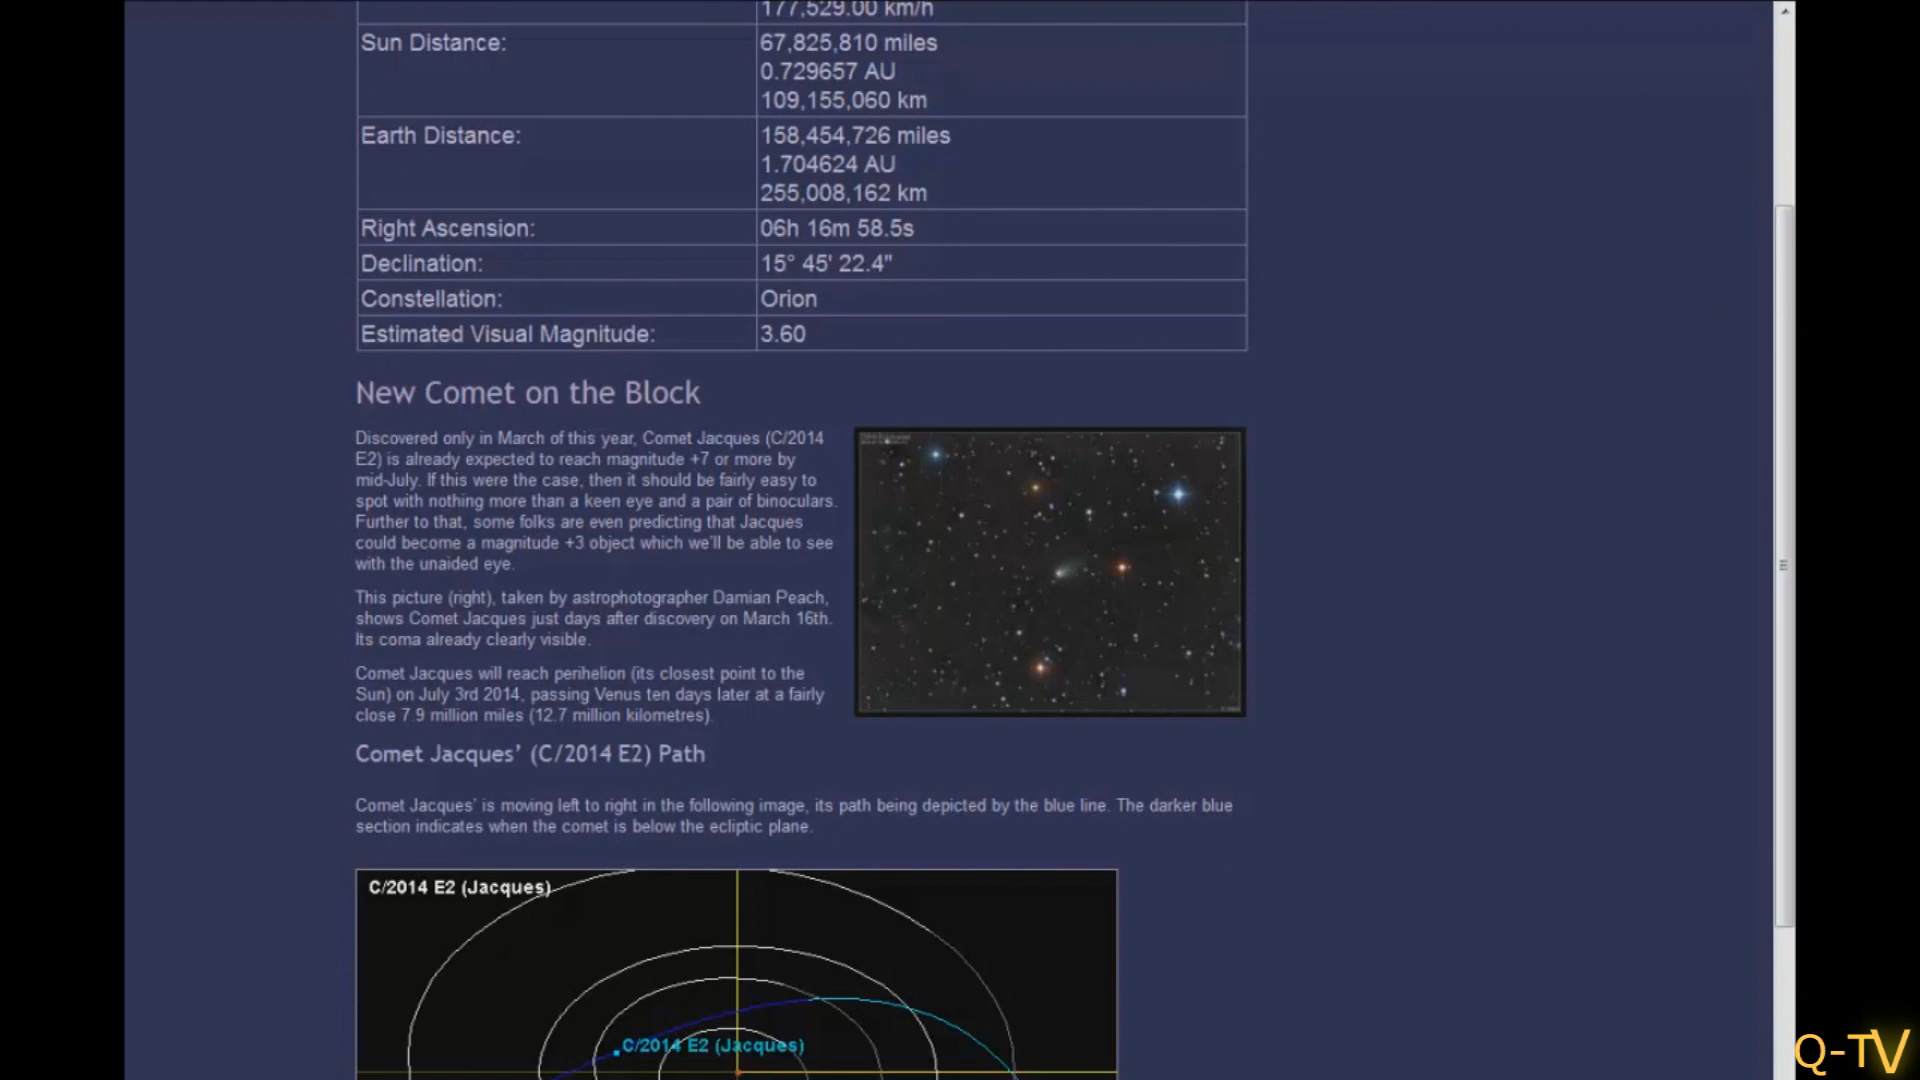 177,529.00 km/h
Sun Distance:
67,825,810 miles
0.729657 AU
109,155,060 km
Earth Distance:
158,454,726 miles
1.704624 AU
255,008,162 km
Right Ascension:
06h 16m 58.5s
Declination:
15° 45' 22.4"
Constellation:
Orion
Estimated Visual Magnitude:
3.60
New Comet on the Block
Discovered only in March of this year, Comet Jacques (C/2014
E2) is already expected to reach magnitude +7 or more by
mid-July. If this were the case, then it should be fairly easy to
spot with nothing more than a keen eye and a pair of binoculars.
Further to that, some folks are even predicting that Jacques
could become a magnitude +3 object which we'll be able to see
with the unaided eye.
This picture (right), taken by astrophotographer Damian Peach,
shows Comet Jacques just days after discovery on March 16th.
Its coma already clearly visible.
Comet Jacques will reach perihelion (its closest point to the
Sun) on July 3rd 2014, passing Venus ten days later at a fairly
close 7.9 million miles (12.7 million kilometres).
Comet Jacques' (C/2014 E2) Path
Comet Jacques' is moving left to right in the following image, its path being depicted by the blue line. The darker blue
section indicates when the comet is below the ecliptic plane.
C/2014 E2 (Jacques)
C/2014 E2 (Jacques)
Q-TV